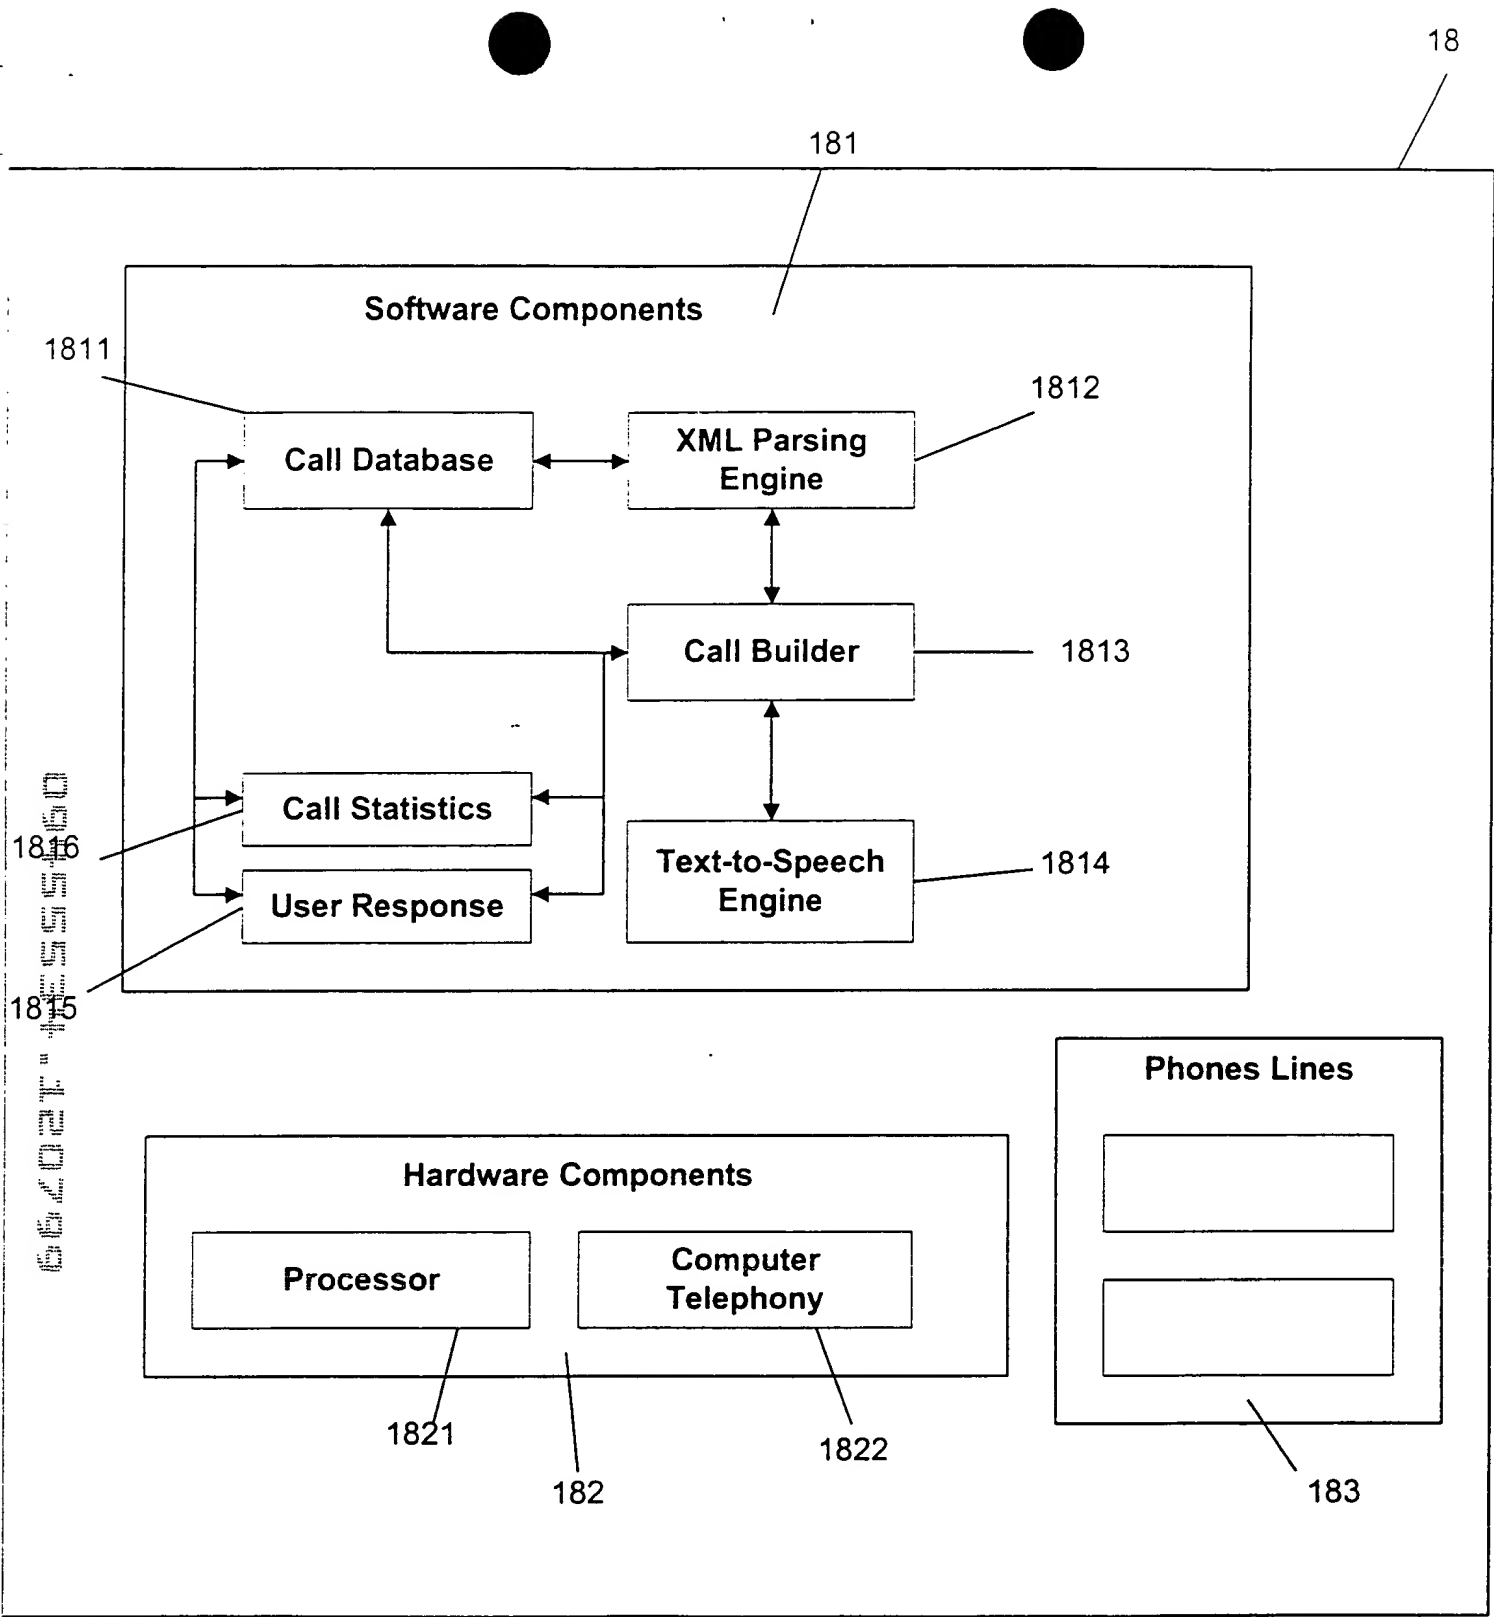 18
181
Software Components
1811
1812
Call Database
XML Parsing
Engine
Call Builder
1813
Call Statistics
1816
Text-to-Speech
Engine
1814
User Response
1815
Phones Lines
Hardware Components
Processor
Computer
Telephony
1821
1822
182
183